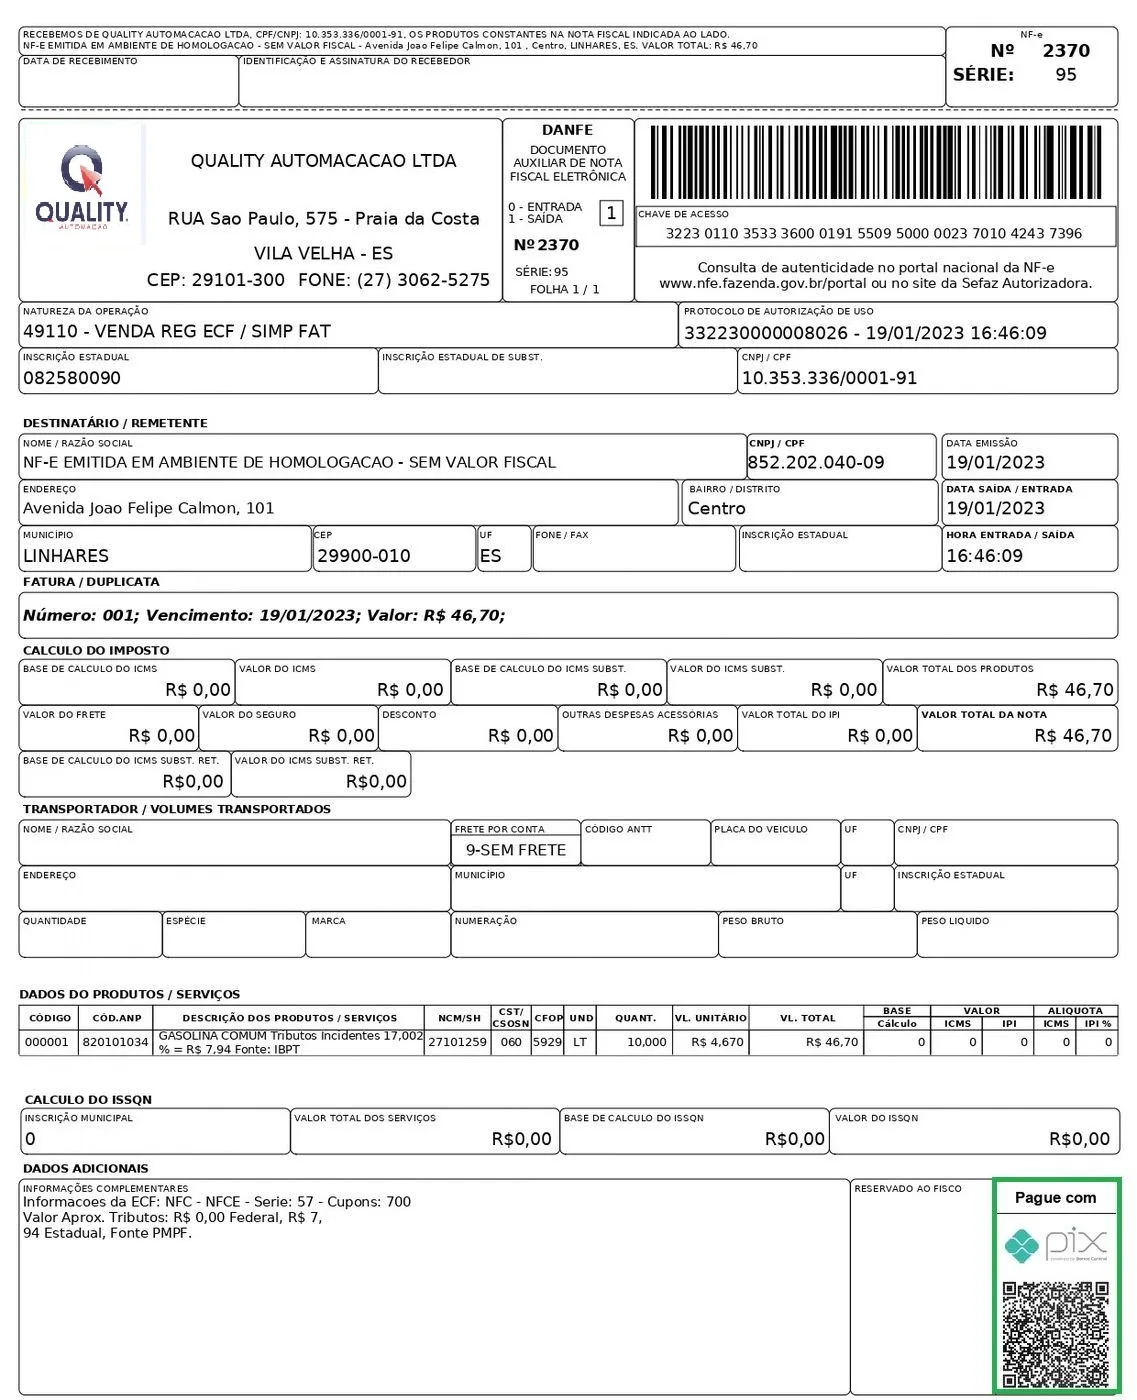 RECEBEMOS DE QUALITY AUTOMACACAO LTDA, CPF/CNPJ: 10.353.336/0001-91, OS PRODUTOS CONSTANTES NA NOTA FISCAL INDICADA AO LADO.
NF-E EMITIDA EM AMBIENTE DE HOMOLOGACAO - SEM VALOR FISCAL - Avenida Joao Felipe Calmon, 101 , Centro, LINHARES, ES. VALOR TOTAL: R$ 46,70
DATA DE RECEBIMENTO
IDENTIFICAÇÃO E ASSINATURA DO RECEBEDOR
NF-e
Nº 2370
SÉRIE: 95
QUALITY
AUTOMAÇÃO
QUALITY AUTOMACACAO LTDA
RUA Sao Paulo, 575 - Praia da Costa
VILA VELHA - ES
CEP: 29101-300 FONE: (27) 3062-5275
DANFE
DOCUMENTO
AUXILIAR DE NOTA
FISCAL ELETRÔNICA
0 - ENTRADA
1 - SAÍDA
1
Nº 2370
SÉRIE: 95
FOLHA 1 / 1
CHAVE DE ACESSO
3223 0110 3533 3600 0191 5509 5000 0023 7010 4243 7396
Consulta de autenticidade no portal nacional da NF-e
www.nfe.fazenda.gov.br/portal ou no site da Sefaz Autorizadora.
NATUREZA DA OPERAÇÃO
49110 - VENDA REG ECF / SIMP FAT
PROTOCOLO DE AUTORIZAÇÃO DE USO
332230000008026 - 19/01/2023 16:46:09
INSCRIÇÃO ESTADUAL
082580090
INSCRIÇÃO ESTADUAL DE SUBST.
CNPJ / CPF
10.353.336/0001-91
DESTINATÁRIO / REMETENTE
NOME / RAZÃO SOCIAL
NF-E EMITIDA EM AMBIENTE DE HOMOLOGACAO - SEM VALOR FISCAL
CNPJ / CPF
852.202.040-09
DATA EMISSÃO
19/01/2023
ENDEREÇO
Avenida Joao Felipe Calmon, 101
BAIRRO / DISTRITO
Centro
DATA SAÍDA / ENTRADA
19/01/2023
MUNICÍPIO
LINHARES
CEP
29900-010
UF
ES
FONE / FAX
INSCRIÇÃO ESTADUAL
HORA ENTRADA / SAÍDA
16:46:09
FATURA / DUPLICATA
Número: 001; Vencimento: 19/01/2023; Valor: R$ 46,70;
CALCULO DO IMPOSTO
BASE DE CALCULO DO ICMS
R$ 0,00
VALOR DO ICMS
R$ 0,00
BASE DE CALCULO DO ICMS SUBST.
R$ 0,00
VALOR DO ICMS SUBST.
R$ 0,00
VALOR TOTAL DOS PRODUTOS
R$ 46,70
VALOR DO FRETE
R$ 0,00
VALOR DO SEGURO
R$ 0,00
DESCONTO
R$ 0,00
OUTRAS DESPESAS ACESSÓRIAS
R$ 0,00
VALOR TOTAL DO IPI
R$ 0,00
VALOR TOTAL DA NOTA
R$ 46,70
BASE DE CALCULO DO ICMS SUBST. RET.
R$0,00
VALOR DO ICMS SUBST. RET.
R$0,00
TRANSPORTADOR / VOLUMES TRANSPORTADOS
NOME / RAZÃO SOCIAL
FRETE POR CONTA
9-SEM FRETE
CÓDIGO ANTT
PLACA DO VEICULO
UF
CNPJ / CPF
ENDEREÇO
MUNICÍPIO
UF
INSCRIÇÃO ESTADUAL
QUANTIDADE
ESPÉCIE
MARCA
NUMERAÇÃO
PESO BRUTO
PESO LIQUIDO
DADOS DO PRODUTOS / SERVIÇOS
CÓDIGO CÓD.ANP DESCRIÇÃO DOS PRODUTOS / SERVIÇOS NCM/SH CST/ CSOSN CFOP UND QUANT. VL. UNITÁRIO VL. TOTAL BASE Cálculo VALOR ICMS IPI ALIQUOTA ICMS IPI %
000001 820101034 GASOLINA COMUM Tributos Incidentes 17,002 27101259 060 5929 LT 10,000 R$ 4,670 R$ 46,70 0 0 0 0 0
% = R$ 7,94 Fonte: IBPT
CALCULO DO ISSQN
INSCRIÇÃO MUNICIPAL
0
VALOR TOTAL DOS SERVIÇOS
R$0,00
BASE DE CALCULO DO ISSQN
R$0,00
VALOR DO ISSQN
R$0,00
DADOS ADICIONAIS
INFORMAÇÕES COMPLEMENTARES
Informacoes da ECF: NFC - NFCE - Serie: 57 - Cupons: 700
Valor Aprox. Tributos: R$ 0,00 Federal, R$ 7,
94 Estadual, Fonte PMPF.
RESERVADO AO FISCO
Pague com
pix